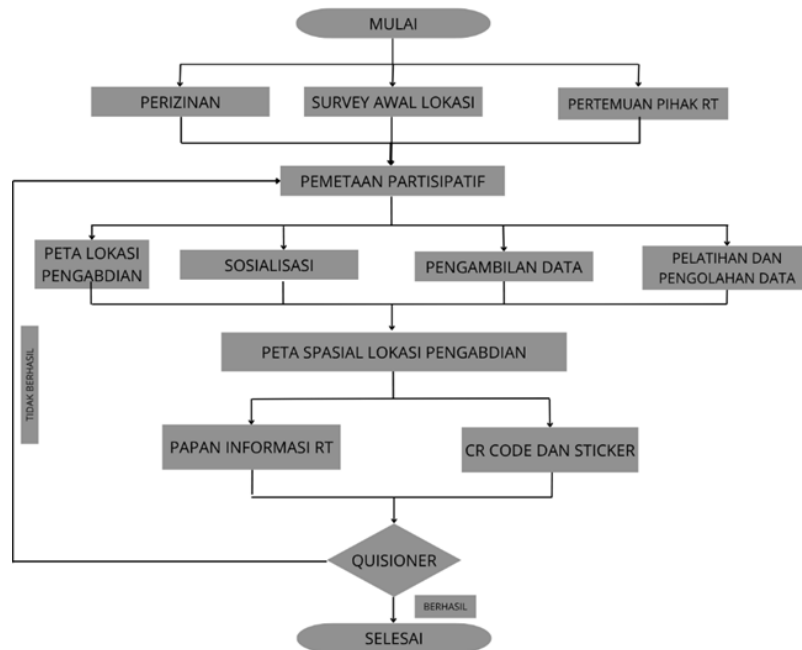 MULAI
PERIZINAN
SURVEY AWAL LOKASI
PERTEMUAN PIHAK RT
PEMETAAN PARTISIPATIF
PETA LOKASI
PENGABDIAN
SOSIALISASI
PENGAMBILAN DATA
PELATIHAN DAN
PENGOLAHAN DATA
PETA SPASIAL LOKASI PENGABDIAN
TIDAK BERHASIL
PAPAN INFORMASI RT
CR CODE DAN STICKER
QUISIONER
BERHASIL
SELESAI